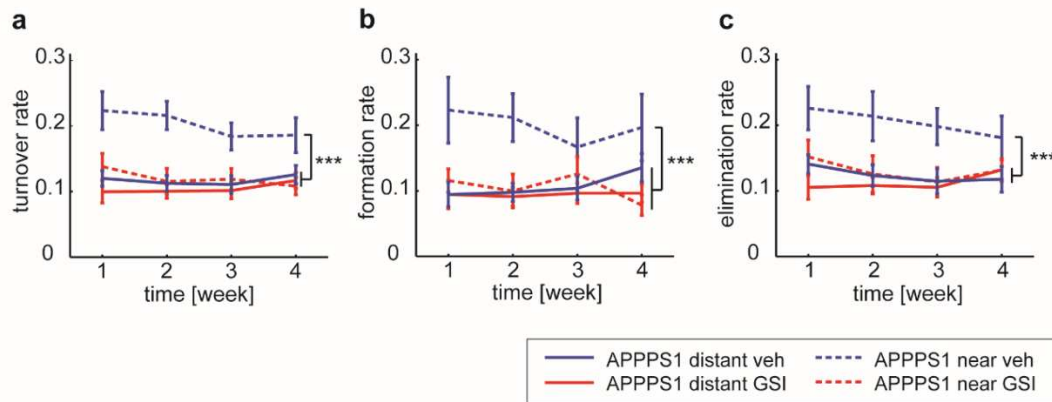 a
0.3
0.2
0.1
0
turnover rate
1 2 3 4
time [week]
***
b
0.3
0.2
0.1
0
formation rate
1 2 3 4
time [week]
***
c
0.3
0.2
0.1
0
elimination rate
1 2 3 4
time [week]
***
APPPS1 distant veh
APPPS1 near veh
APPPS1 distant GSI
APPPS1 near GSI